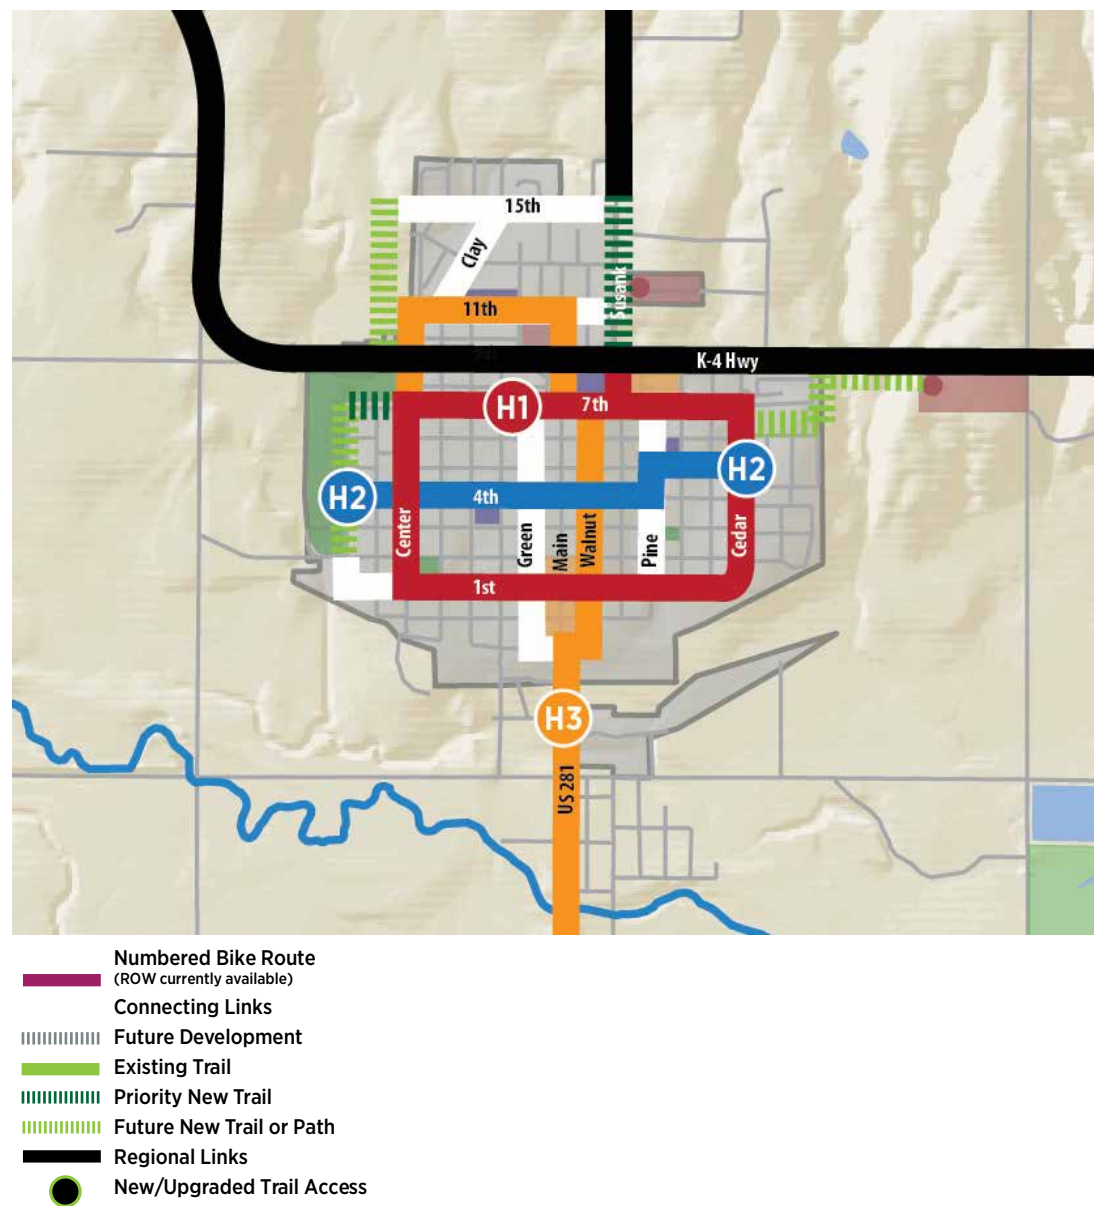 15th
Clay
11th
Susank
K-4 Hwy
H1
7th
H2
H2
4th
Center
Green
Main
Walnut
Pine
Cedar
1st
H3
US 281
Numbered Bike Route
(ROW currently available)
Connecting Links
Future Development
Existing Trail
Priority New Trail
Future New Trail or Path
Regional Links
New/Upgraded Trail Access